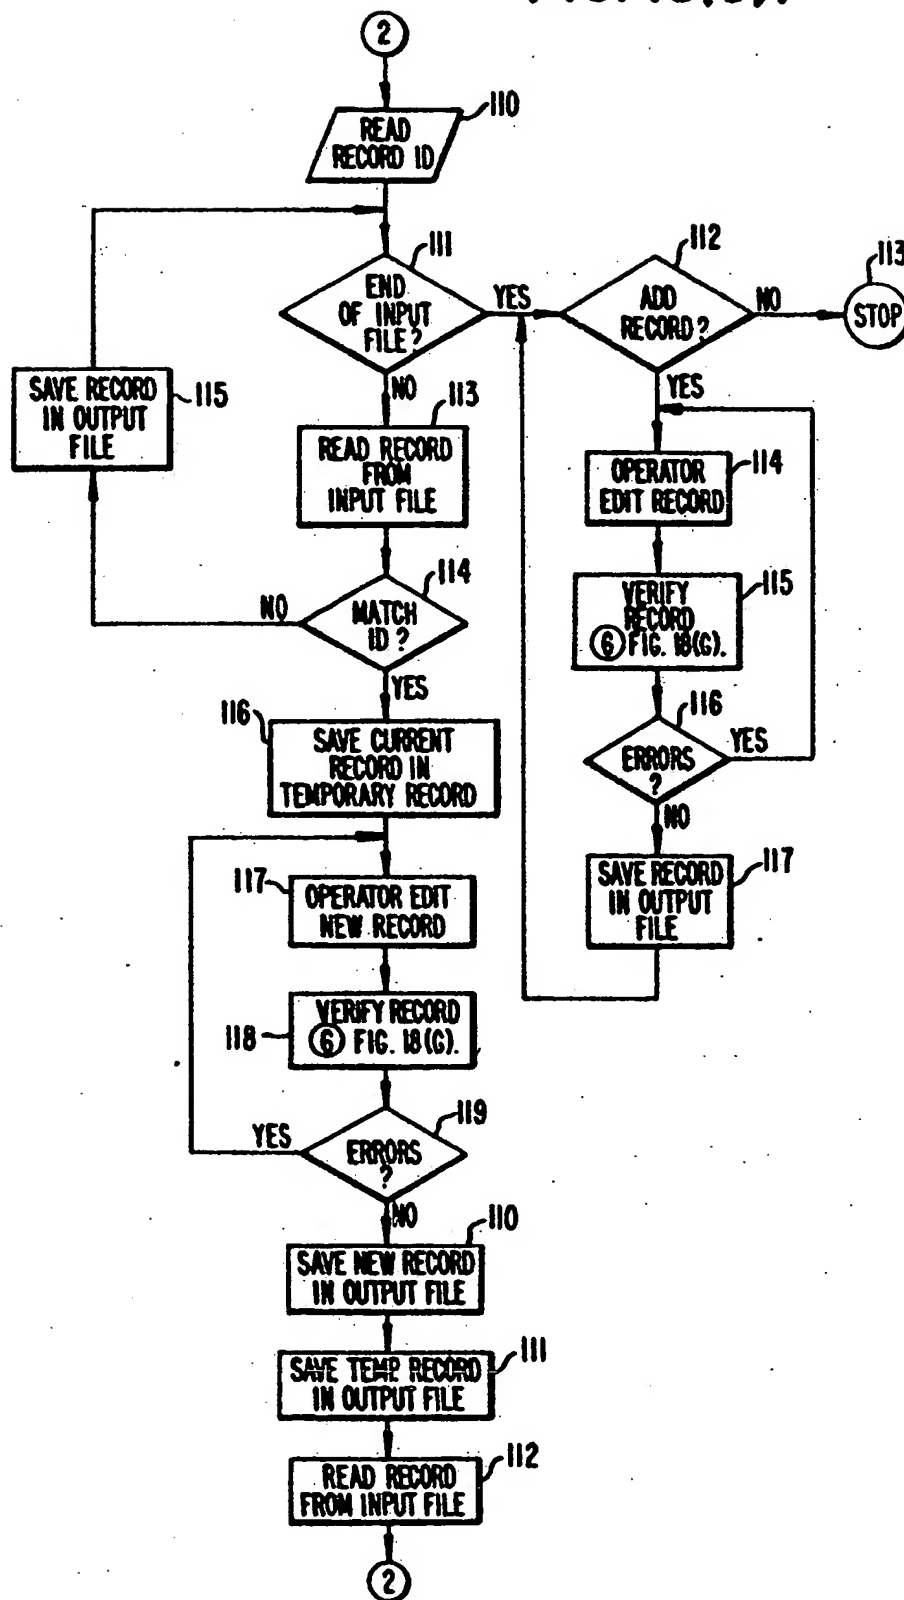 2
110
READ
RECORD ID
111
END
OF INPUT
FILE?
YES
112
ADD
RECORD?
NO
113
STOP
SAVE RECORD
IN OUTPUT
FILE
115
NO
113
READ RECORD
FROM
INPUT FILE
YES
114
OPERATOR
EDIT RECORD
114
MATCH
ID?
NO
YES
115
VERIFY
RECORD
6 FIG. 18(G).
116
SAVE CURRENT
RECORD IN
TEMPORARY RECORD
116
ERRORS
?
YES
NO
117
OPERATOR EDIT
NEW RECORD
117
SAVE RECORD
IN OUTPUT
FILE
118
VERIFY RECORD
6 FIG. 18(G).
119
ERRORS
?
YES
NO
110
SAVE NEW RECORD
IN OUTPUT FILE
111
SAVE TEMP RECORD
IN OUTPUT FILE
112
READ RECORD
FROM INPUT FILE
2